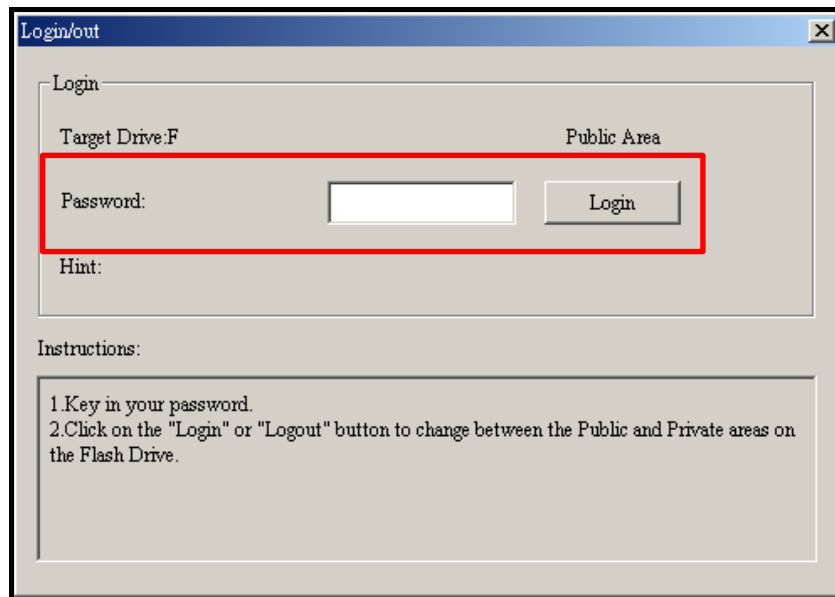 Login/out
Login
Target Drive:F Public Area
Password: Login
Hint:
Instructions:
1.Key in your password.
2.Click on the "Login" or "Logout" button to change between the Public and Private areas on
the Flash Drive.